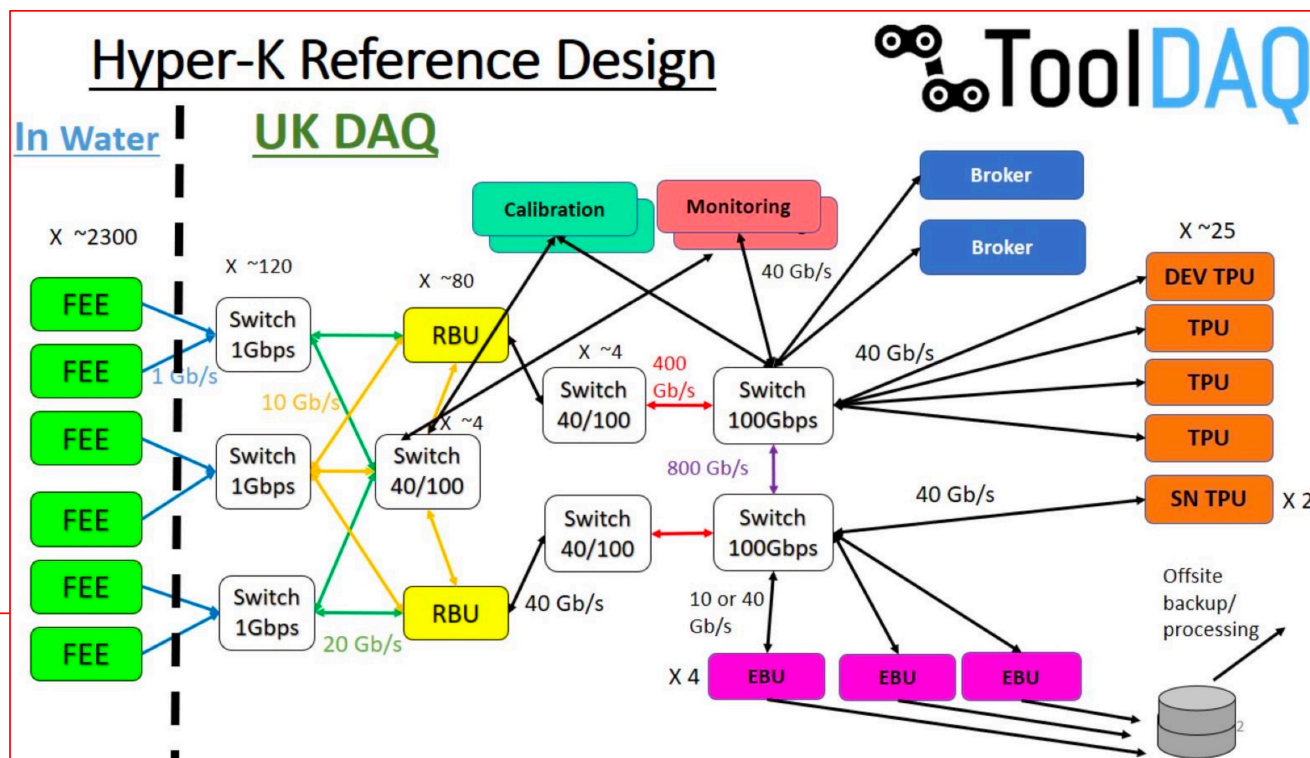 Hyper-K Reference Design
ToolDAQ
In Water
UK DAQ
X ~2300
FEE
FEE
FEE
FEE
FEE
FEE
1 Gb/s
X ~120
Switch
1Gbps
Switch
1Gbps
Switch
1Gbps
10 Gb/s
20 Gb/s
X ~80
RBU
RBU
X ~4
Switch
40/100
40 Gb/s
Calibration
Monitoring
40 Gb/s
X ~4
Switch
40/100
Switch
40/100
400
Gb/s
Switch
100Gbps
800 Gb/s
Switch
100Gbps
Broker
Broker
X ~25
DEV TPU
TPU
TPU
TPU
40 Gb/s
SN TPU
X 2
40 Gb/s
10 or 40
Gb/s
X 4
EBU
EBU
EBU
Offsite
backup/
processing
2